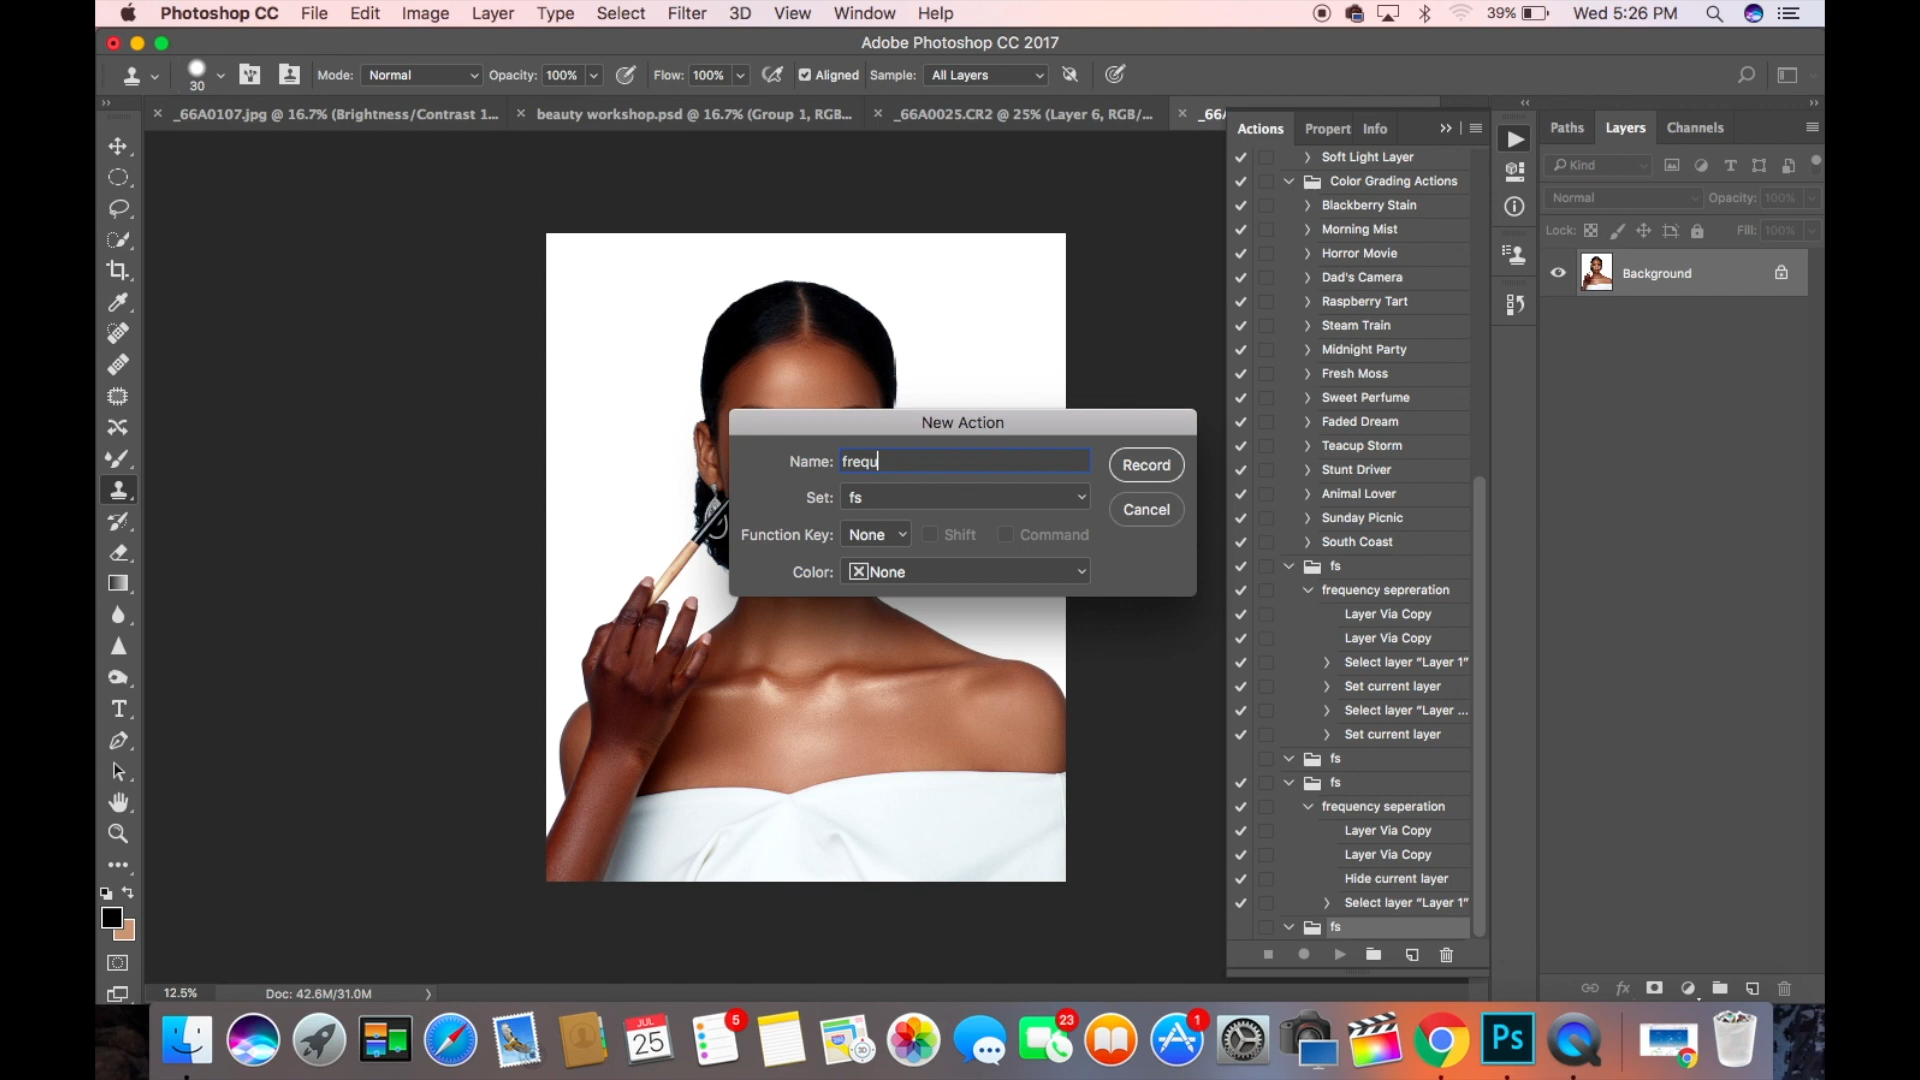 Photoshop CC File Edit Image Layer Type Select Filter 3D View Window Help 39% Wed 5:26 PM
Adobe Photoshop CC 2017
30 Mode: Normal Opacity: 100% Flow: 100% Aligned Sample: All Layers
_66A0107.jpg @ 16.7% (Brightness/Contrast 1... beauty workshop.psd @ 16.7% (Group 1, RGB... _66A0025.CR2 @ 25% (Layer 6, RGB/... _66A
Actions Propert Info
Paths Layers Channels
Soft Light Layer
Color Grading Actions
Blackberry Stain
Morning Mist
Horror Movie
Dad's Camera
Raspberry Tart
Steam Train
Midnight Party
Fresh Moss
Sweet Perfume
Faded Dream
Teacup Storm
Stunt Driver
Animal Lover
Sunday Picnic
South Coast
fs
frequency sepreration
Layer Via Copy
Layer Via Copy
Select layer “Layer 1”
Set current layer
Select layer “Layer ...
Set current layer
fs
fs
frequency seperation
Layer Via Copy
Layer Via Copy
Hide current layer
Select layer “Layer 1”
fs
Kind
Normal Opacity: 100%
Lock: Fill: 100%
Background
New Action
Name: frequ
Record
Set: fs
Cancel
Function Key: None Shift Command
Color: None
12.5% Doc: 42.6M/31.0M
JUL
25
5
3D
23
1
Ps